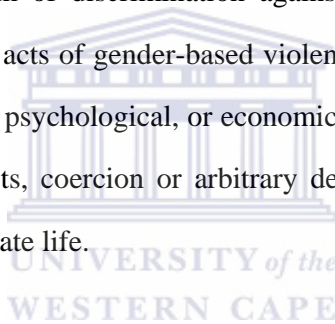 of discrimination agains
acts of gender-based violen
psychological, or economic
ts, coercion or arbitrary de
ate life.
UNIVERSITY of the
WESTERN CAPE